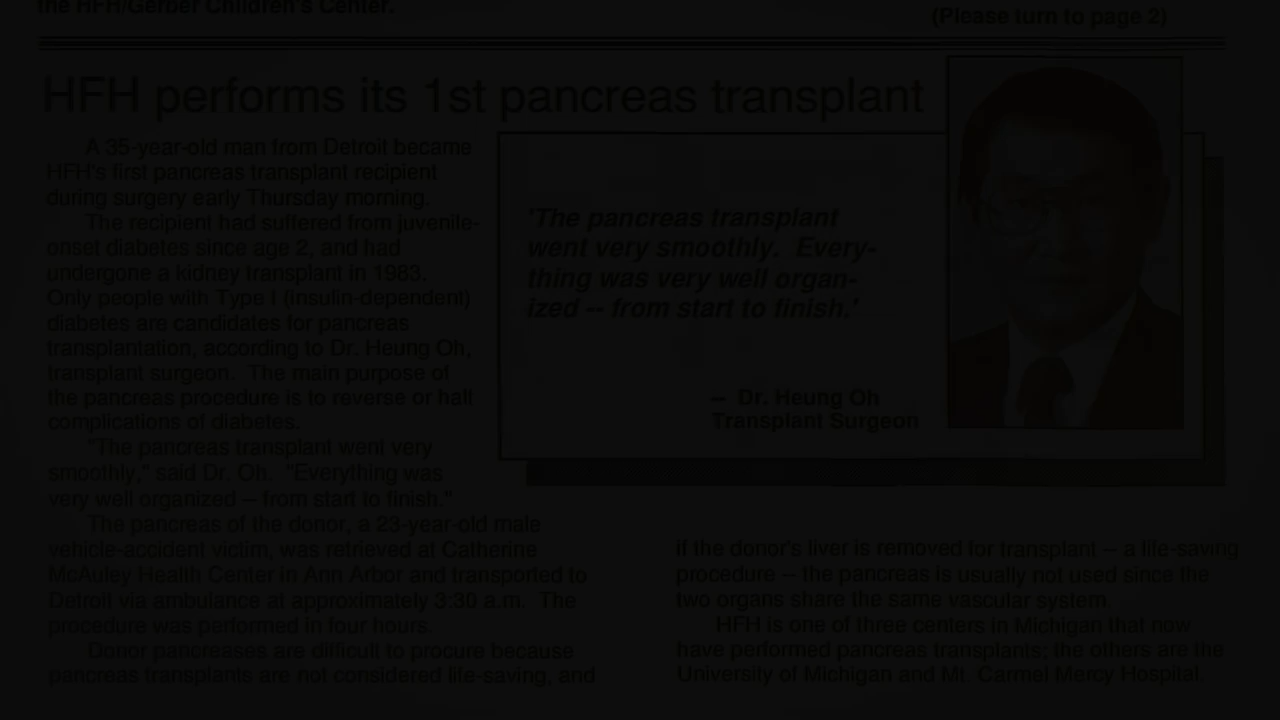 the HFH/Gerber Children's Center.
(Please turn to page 2)
HFH performs its 1st pancreas transplant
A 35-year-old man from Detroit became
HFH's first pancreas transplant recipient
during surgery early Thursday morning.
The recipient had suffered from juvenile-
onset diabetes since age 2, and had
undergone a kidney transplant in 1983.
Only people with Type I (insulin-dependent)
diabetes are candidates for pancreas
transplantation, according to Dr. Heung Oh,
transplant surgeon. The main purpose of
the pancreas procedure is to reverse or halt
complications of diabetes.
"The pancreas transplant went very
smoothly," said Dr. Oh. "Everything was
very well organized -- from start to finish."
The pancreas of the donor, a 23-year-old male
vehicle-accident victim, was retrieved at Catherine
McAuley Health Center in Ann Arbor and transported to
Detroit via ambulance at approximately 3:30 a.m. The
procedure was performed in four hours.
Donor pancreases are difficult to procure because
pancreas transplants are not considered life-saving, and
'The pancreas transplant
went very smoothly. Every-
thing was very well organ-
ized -- from start to finish.'
-- Dr. Heung Oh
Transplant Surgeon
if the donor's liver is removed for transplant -- a life-saving
procedure -- the pancreas is usually not used since the
two organs share the same vascular system.
HFH is one of three centers in Michigan that now
have performed pancreas transplants; the others are the
University of Michigan and Mt. Carmel Mercy Hospital.